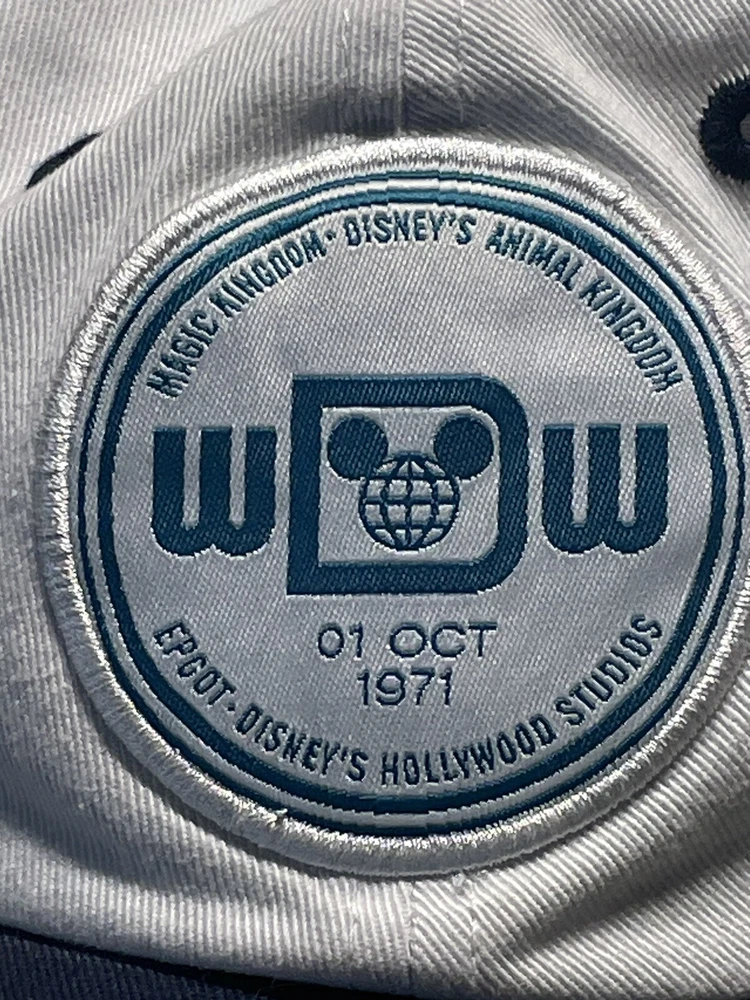 MAGIC KINGDOM · DISNEY'S ANIMAL KINGDOM
WDW
01 OCT
1971
EPCOT · DISNEY'S HOLLYWOOD STUDIOS